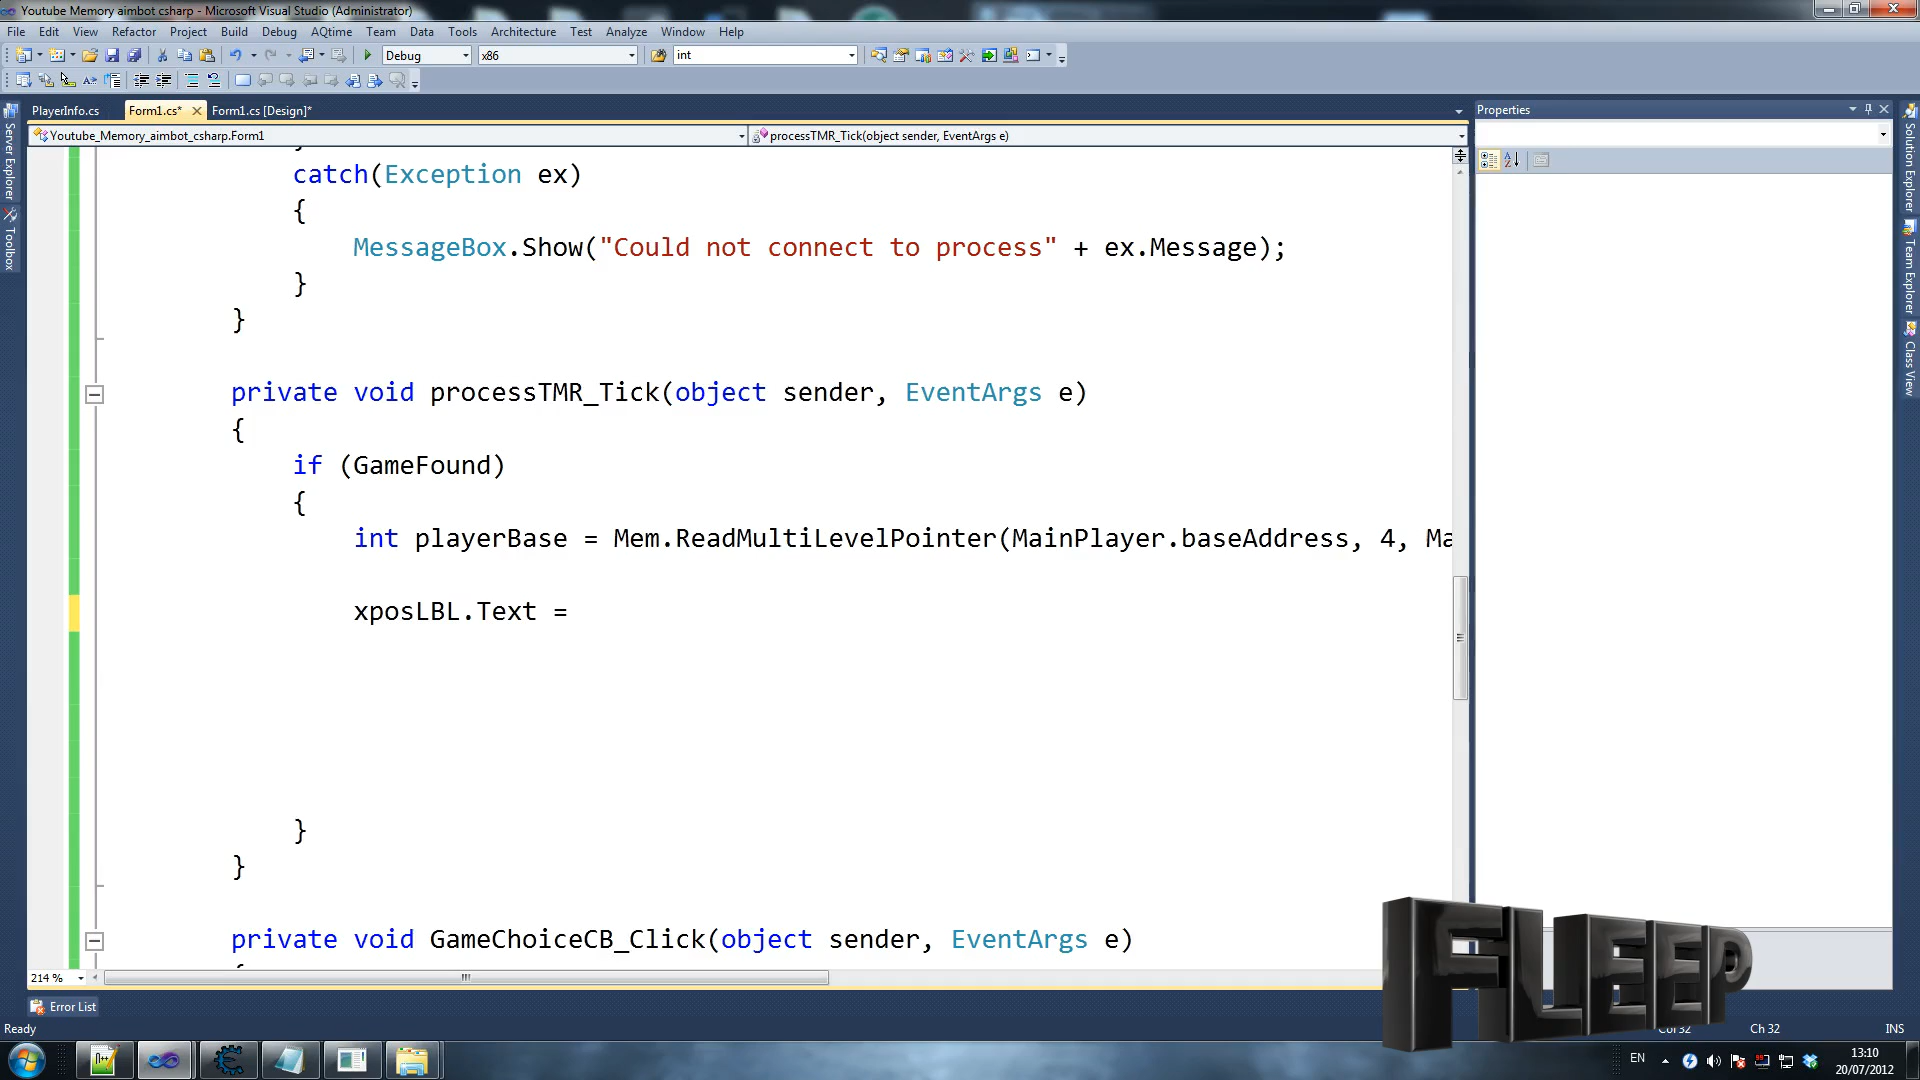 Youtube Memory aimbot csharp - Microsoft Visual Studio (Administrator)
File Edit View Refactor Project Build Debug AQtime Team Data Tools Architecture Test Analyze Window Help
Debug x86 int
PlayerInfo.cs Form1.cs* Form1.cs [Design]*
Youtube_Memory_aimbot_csharp.Form1 processTMR_Tick(object sender, EventArgs e)
Properties
Server Explorer
Toolbox
Solution Explorer
Team Explorer
Class View
catch(Exception ex)
{
MessageBox.Show("Could not connect to process" + ex.Message);
}
}
private void processTMR_Tick(object sender, EventArgs e)
{
if (GameFound)
{
int playerBase = Mem.ReadMultiLevelPointer(MainPlayer.baseAddress, 4, Ma
xposLBL.Text =
}
}
private void GameChoiceCB_Click(object sender, EventArgs e)
214 %
Error List
Ready Col 32 Ch 32 INS
FLEEP
EN 13:10
20/07/2012